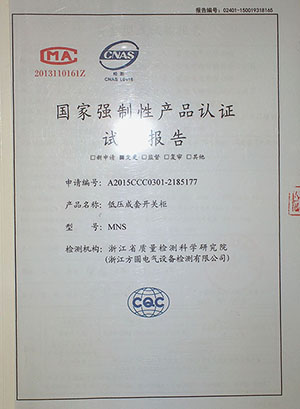 报告编号：02401-150019318165
CMA
2013110161Z
CNAS
检测
国家强制性产品认证
试 报告
□新申请 ■变更 □监督 □复审 □其他
申请编号：A2015CCC0301-2185177
产品名称：低压成套开关柜
型 号：MNS
检测机构：浙江省质量检测科学研究院
(浙江方圆电气设备检测有限公司)
CQC